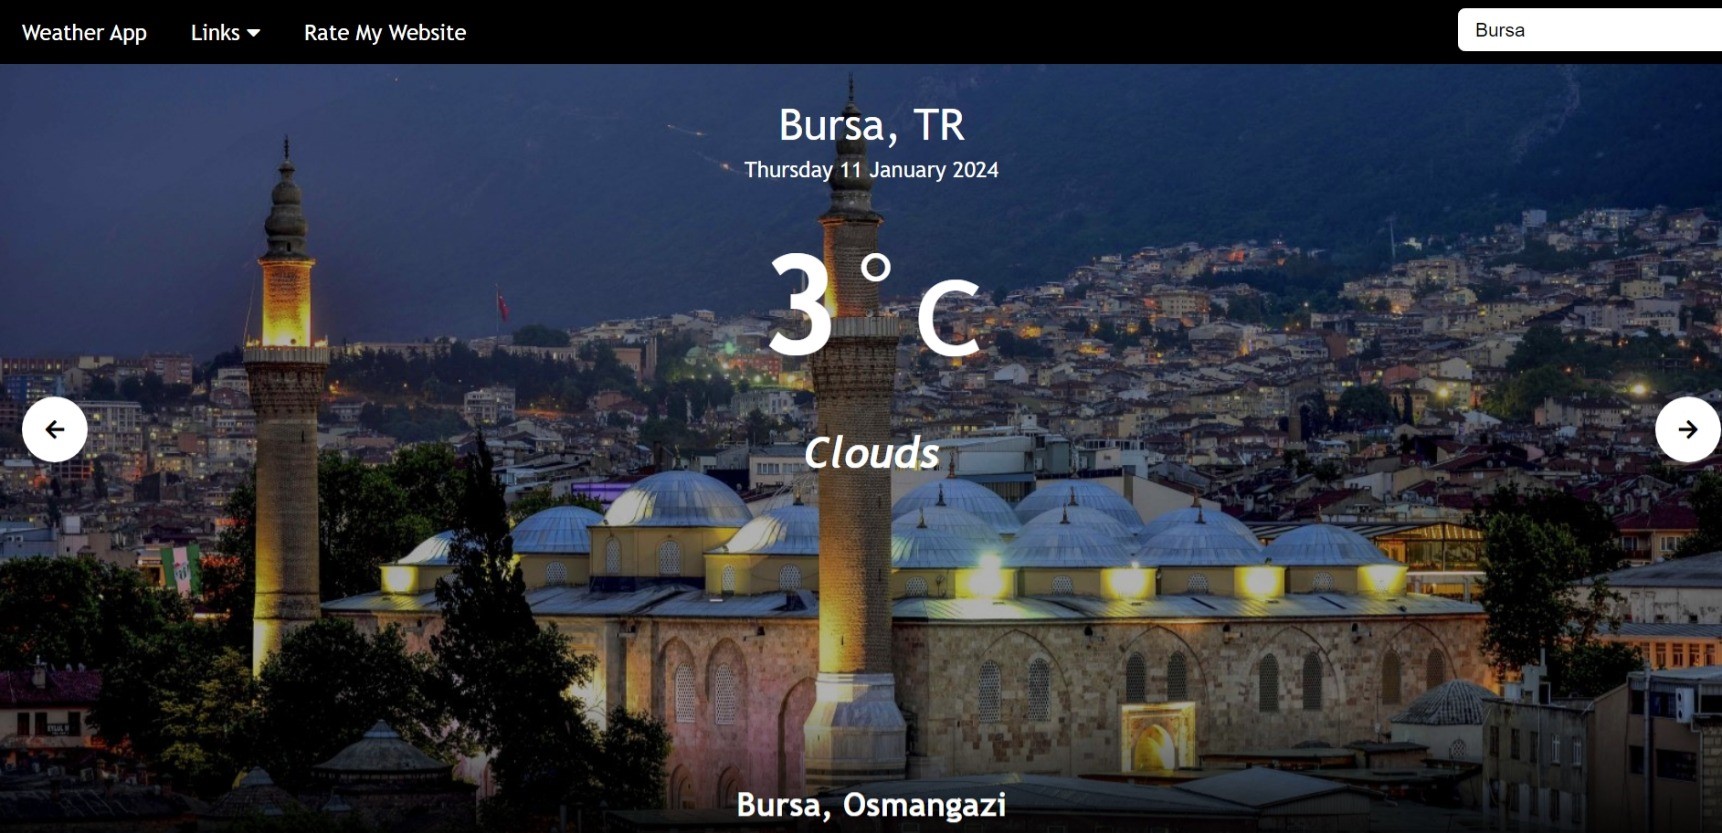 Weather App Links Rate My Website Bursa
Bursa, TR
Thursday 11 January 2024
3°c
Clouds
Bursa, Osmangazi